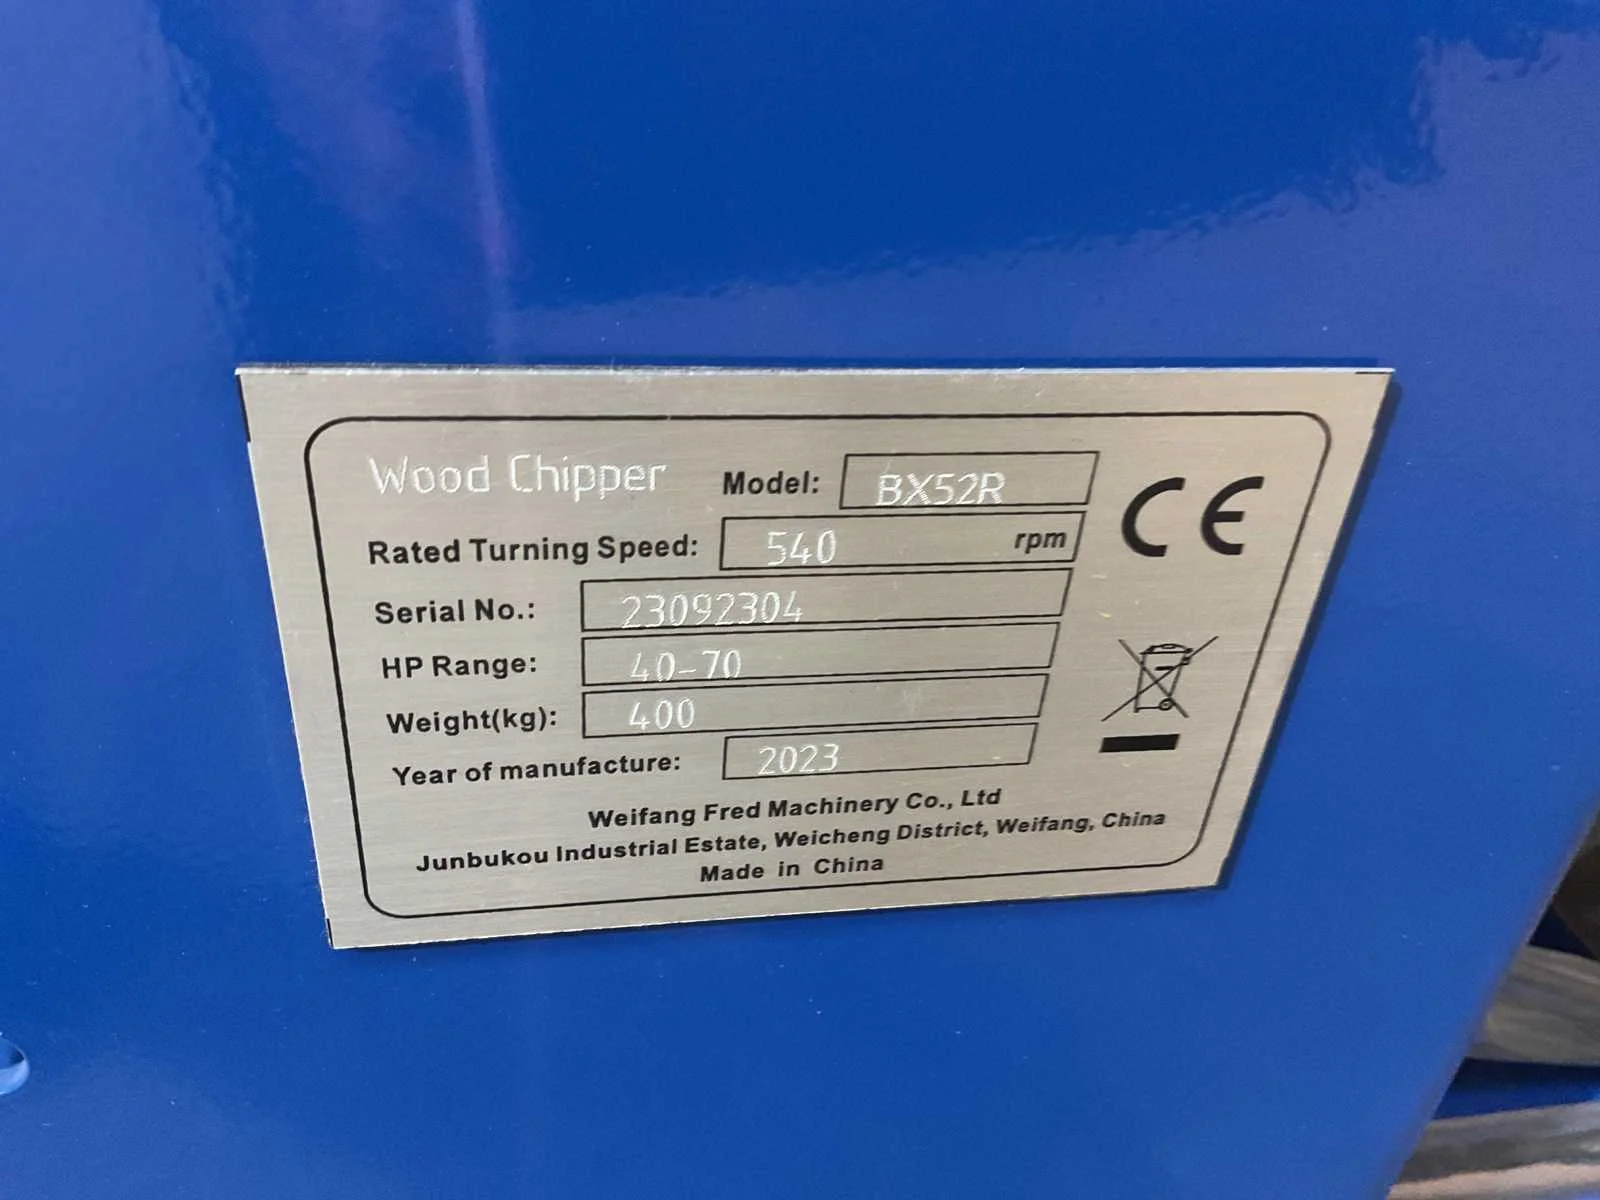 Wood Chipper Model: BX52R
Rated Turning Speed: 540 rpm
Serial No.: 23092304
HP Range: 40-70
Weight(kg): 400
Year of manufacture: 2023
Weifang Fred Machinery Co., Ltd
Junbukou Industrial Estate, Weicheng District, Weifang, China
Made in China
CE